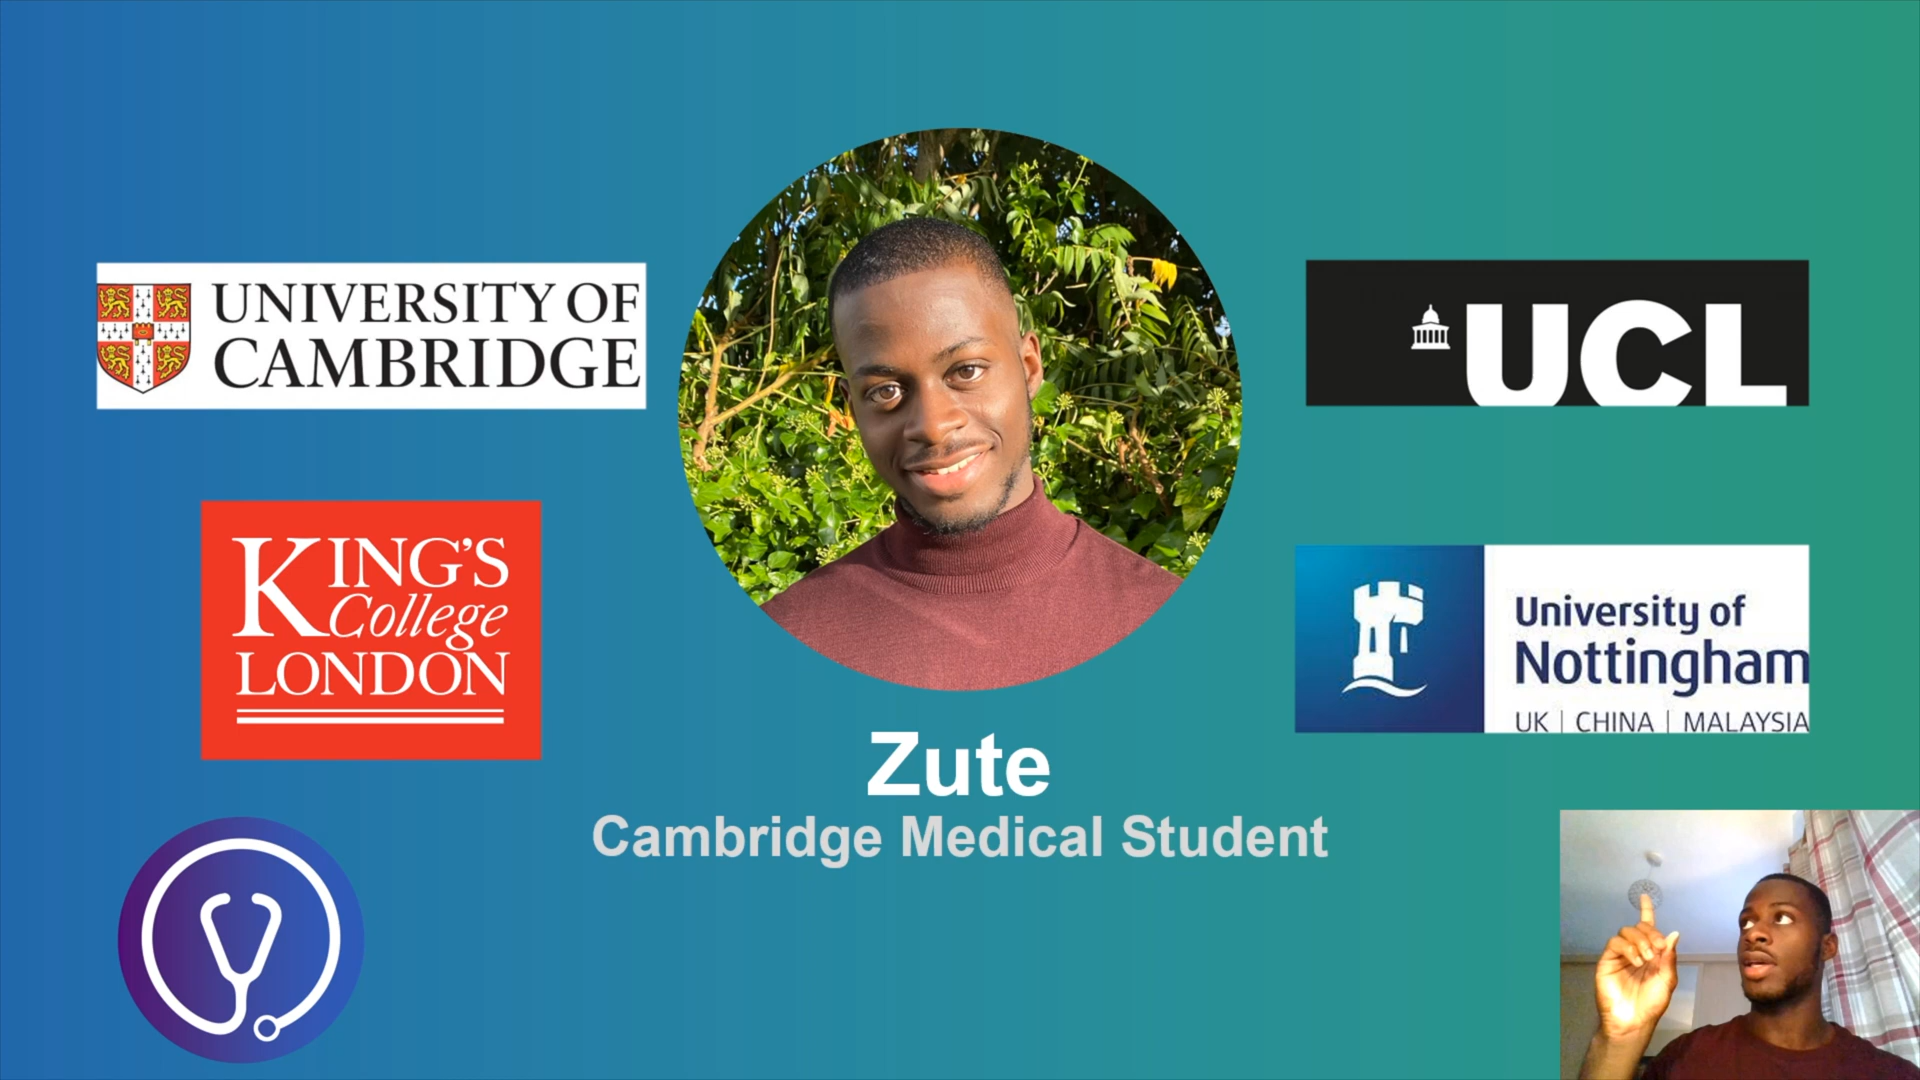 UNIVERSITY OF
CAMBRIDGE
UCL
KING'S
College
LONDON
University of
Nottingham
UK | CHINA | MALAYSIA
Zute
Cambridge Medical Student